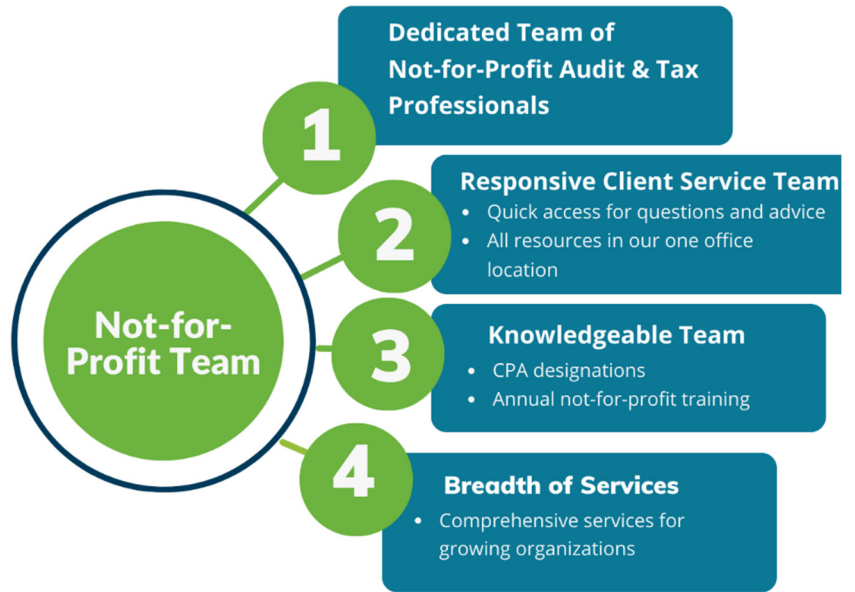 Not-for-
Profit Team
1
Dedicated Team of
Not-for-Profit Audit & Tax
Professionals
2
Responsive Client Service Team
• Quick access for questions and advice
• All resources in our one office
location
3
Knowledgeable Team
• CPA designations
• Annual not-for-profit training
4
Breadth of Services
• Comprehensive services for
growing organizations